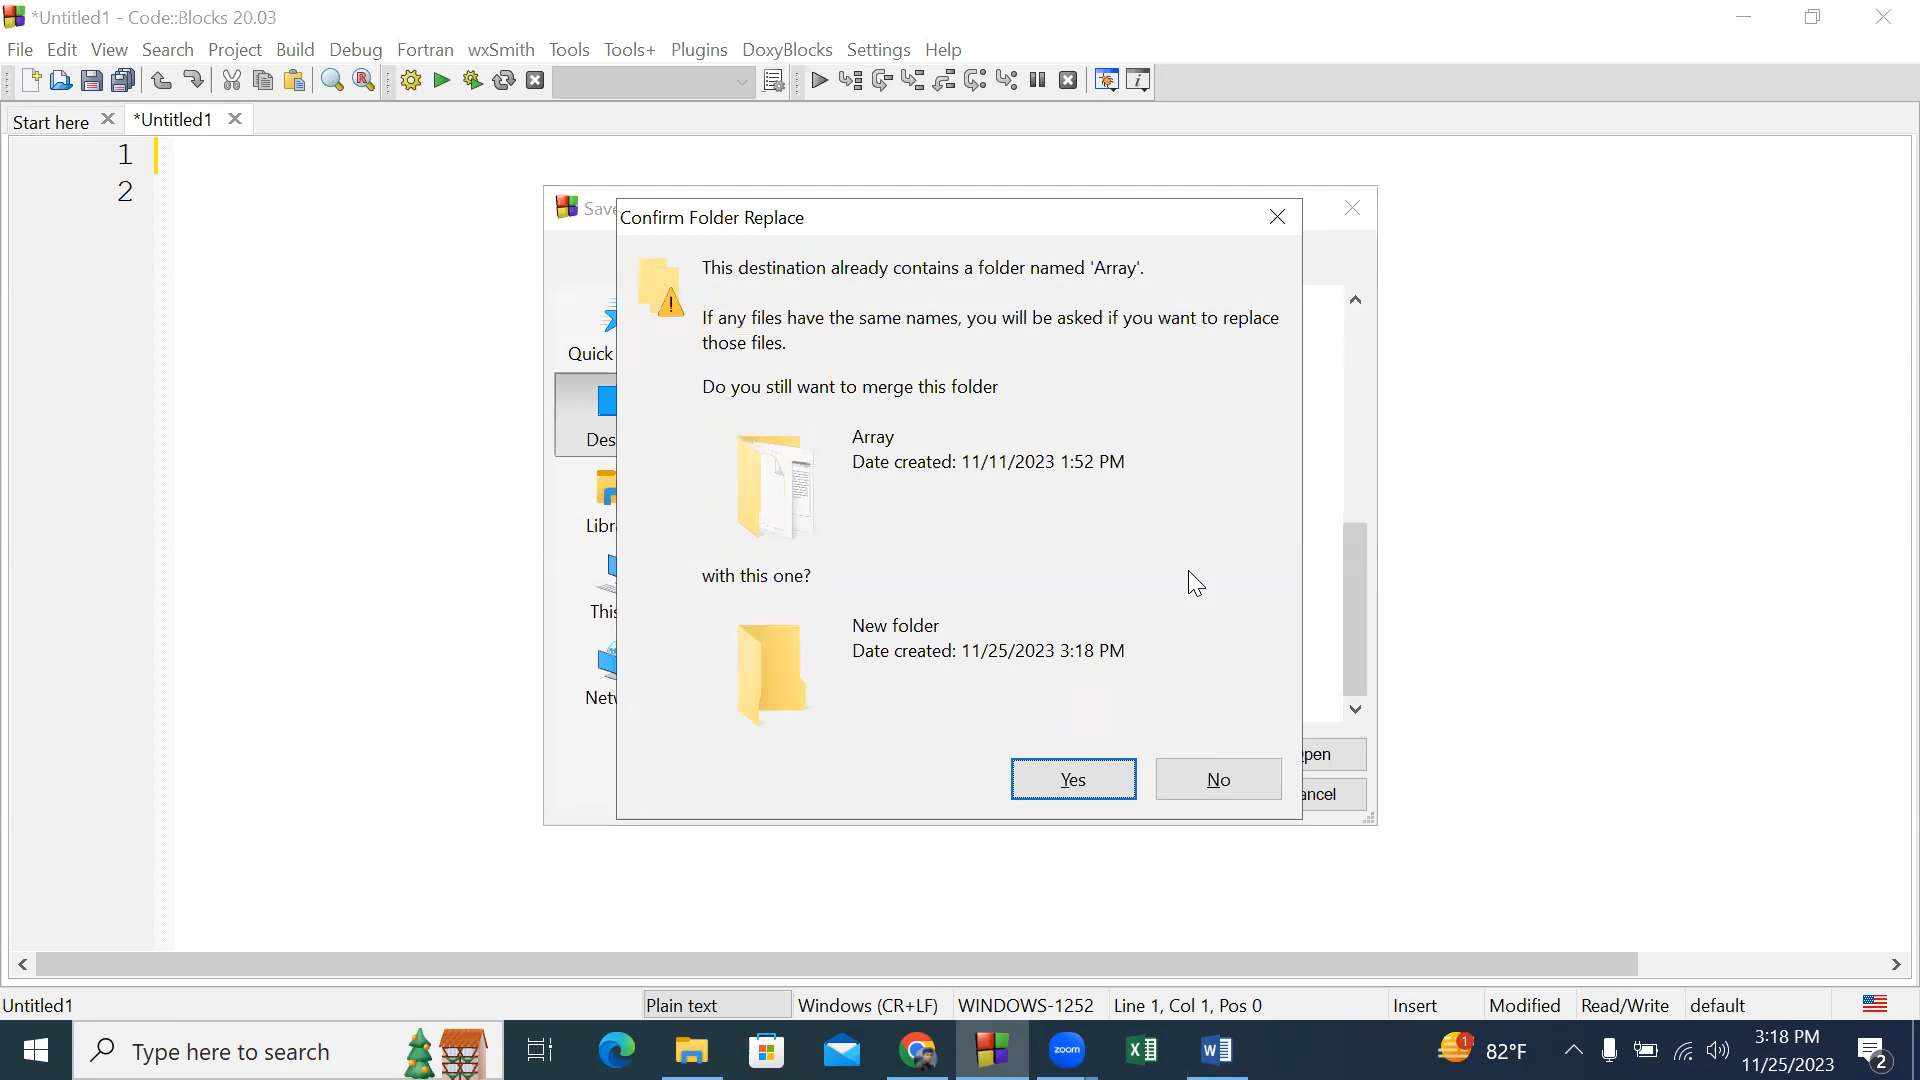 *Untitled1 - Code::Blocks 20.03
File Edit View Search Project Build Debug Fortran wxSmith Tools Tools+ Plugins DoxyBlocks Settings Help
Start here *Untitled1
1
2
Save
Confirm Folder Replace
This destination already contains a folder named 'Array'.
If any files have the same names, you will be asked if you want to replace
those files.
Do you still want to merge this folder
Array
Date created: 11/11/2023 1:52 PM
with this one?
New folder
Date created: 11/25/2023 3:18 PM
Yes No
Quick
Des
Libr
This
Netw
pen
ancel
Untitled1 Plain text Windows (CR+LF) WINDOWS-1252 Line 1, Col 1, Pos 0 Insert Modified Read/Write default
Type here to search
zoom
1
82°F
3:18 PM
11/25/2023
2